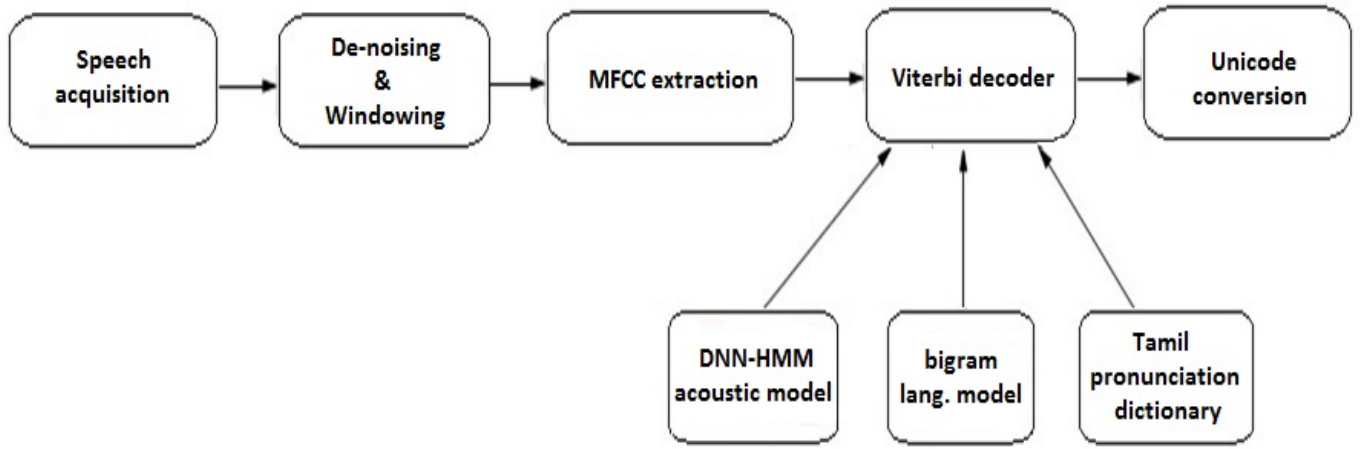 Speech
acquisition
De-noising
&
Windowing
MFCC extraction
Viterbi decoder
Unicode
conversion
DNN-HMM
acoustic model
bigram
lang. model
Tamil
pronunciation
dictionary